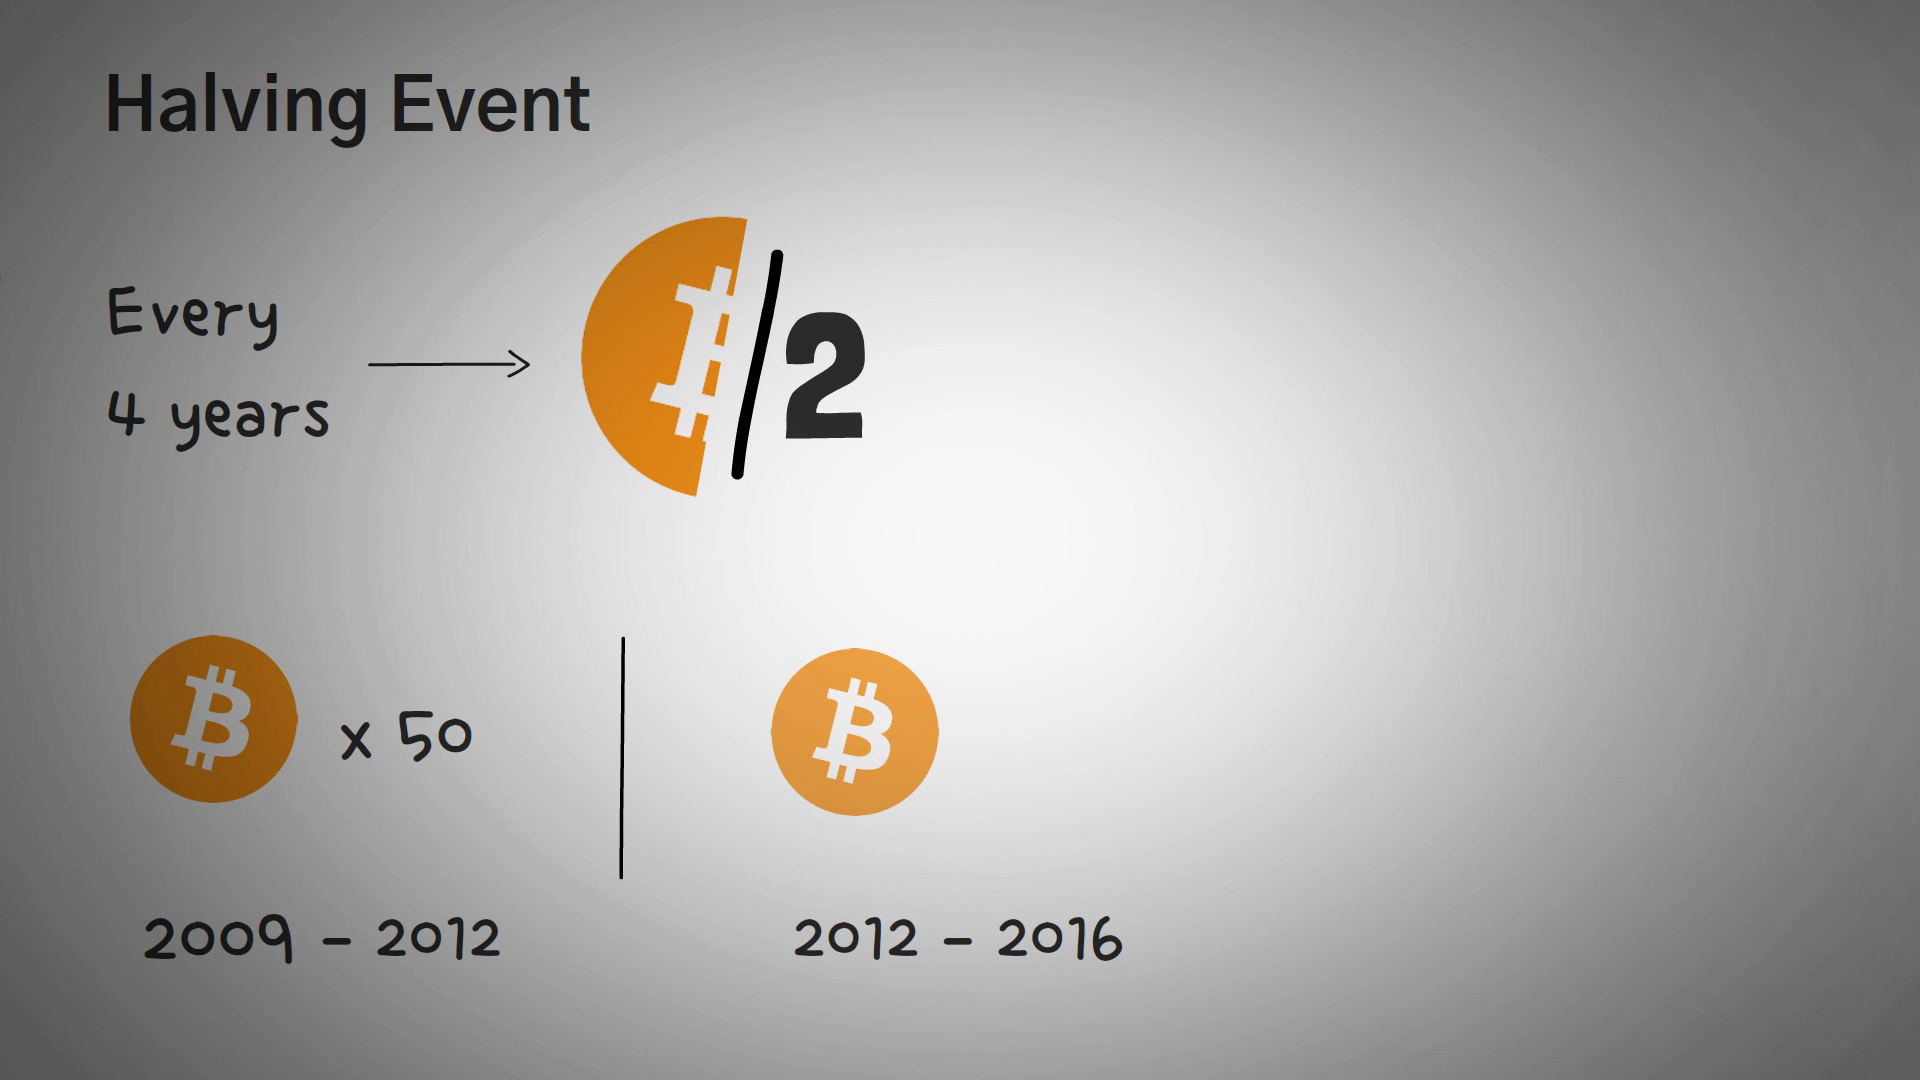 Halving Event
Every
4 years
/2
x 50
2009 - 2012
2012 - 2016